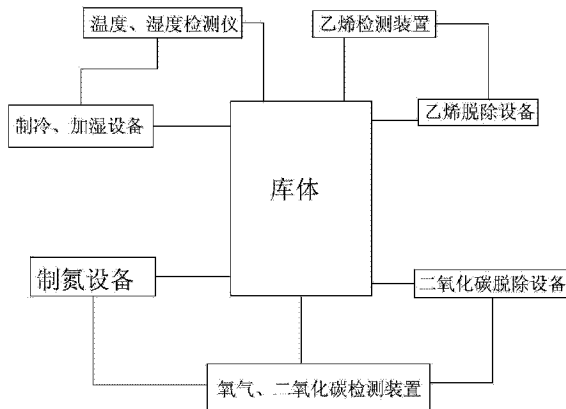 温度、湿度检测仪
乙烯检测装置
制冷、加湿设备
乙烯脱除设备
库体
制氮设备
二氧化碳脱除设备
氧气、二氧化碳检测装置